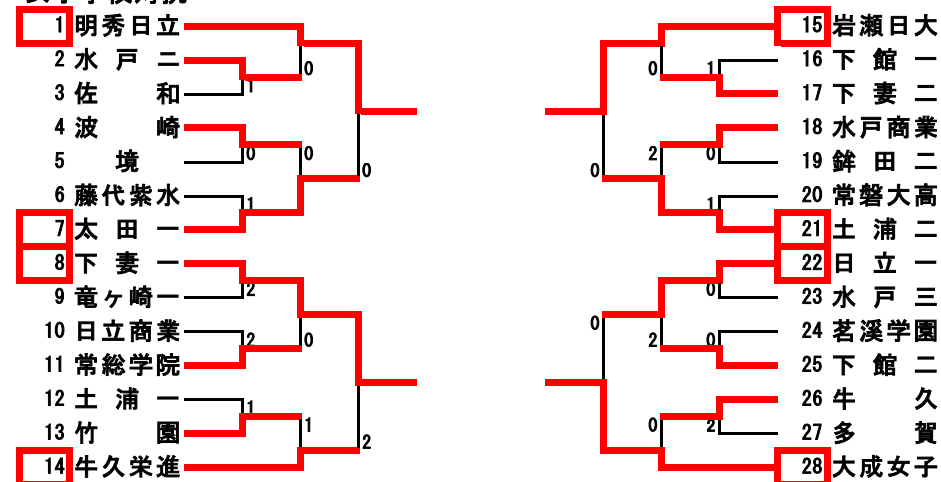 1 明秀日立
2 水戸二
3 佐和
4 波崎
5 境
6 藤代紫水
7 太田一
8 下妻一
9 竜ヶ崎一
10 日立商業
11 常総学院
12 土浦一
13 竹園
14 牛久栄進
0
1
0
0
1
0
2
2
0
1
1
2
15 岩瀬日大
16 下館一
17 下妻二
18 水戸商業
19 鉾田二
20 常磐大高
21 土浦二
22 日立一
23 水戸三
24 茗溪学園
25 下館二
26 牛久
27 多賀
28 大成女子
0
1
2
0
0
1
0
0
2
0
0
2